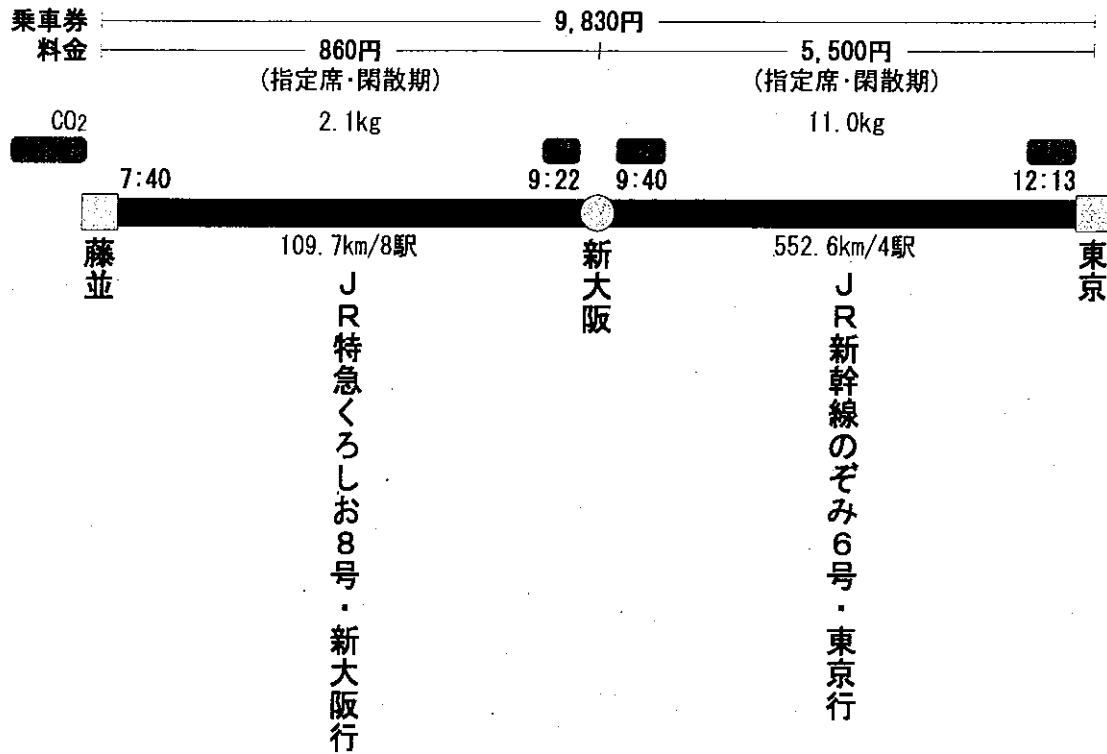 乗車券 9,830円
料金 860円 5,500円
(指定席・閑散期) (指定席・閑散期)
CO2 2.1kg 11.0kg
7:40 9:22 9:40 12:13
109.7km/8駅 552.6km/4駅
藤並 新大阪 東京
JR特急くろしお8号・新大阪行
JR新幹線のぞみ6号・東京行